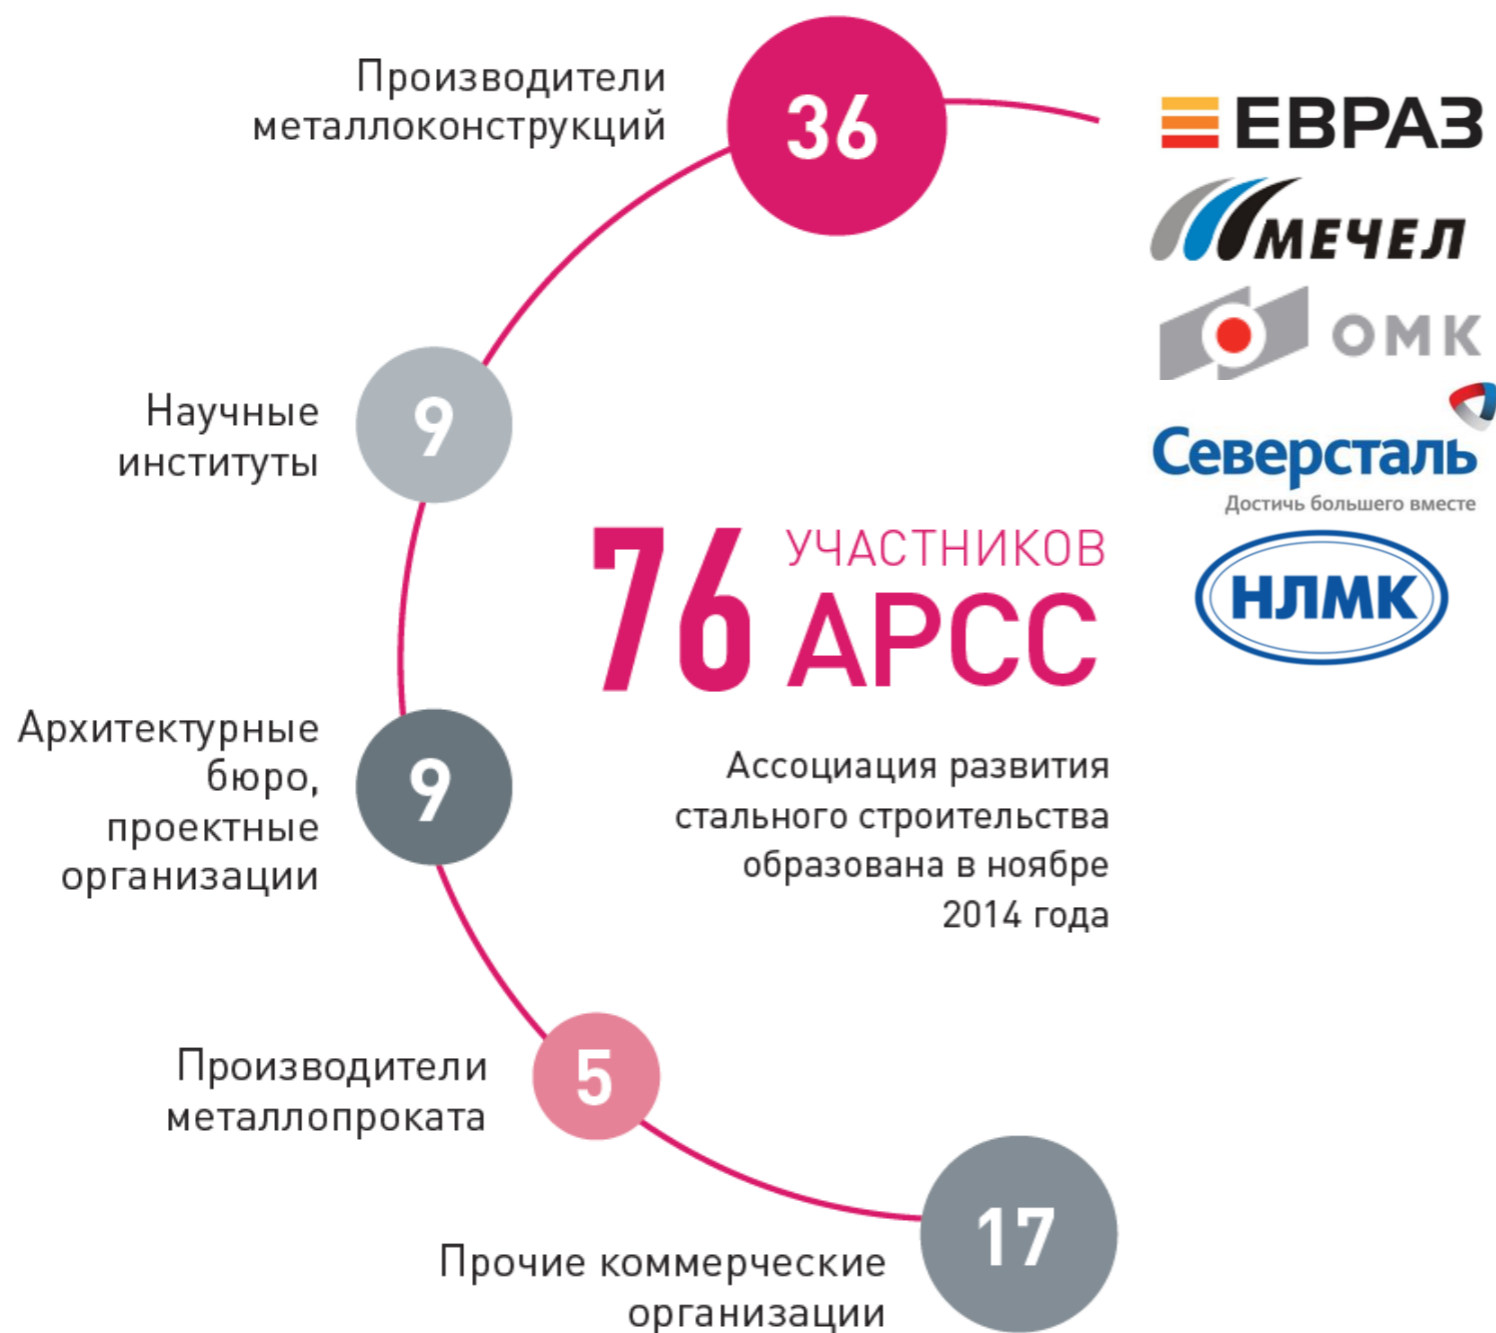 Производители
металлоконструкций
36
ЕВРАЗ
МЕЧЕЛ
ОМК
Северсталь
Достичь большего вместе
НЛМК
Научные
институты
9
76
УЧАСТНИКОВ
АРСС
Ассоциация развития
стального строительства
образована в ноябре
2014 года
Архитектурные
бюро,
проектные
организации
9
Производители
металлопроката
5
Прочие коммерческие
организации
17